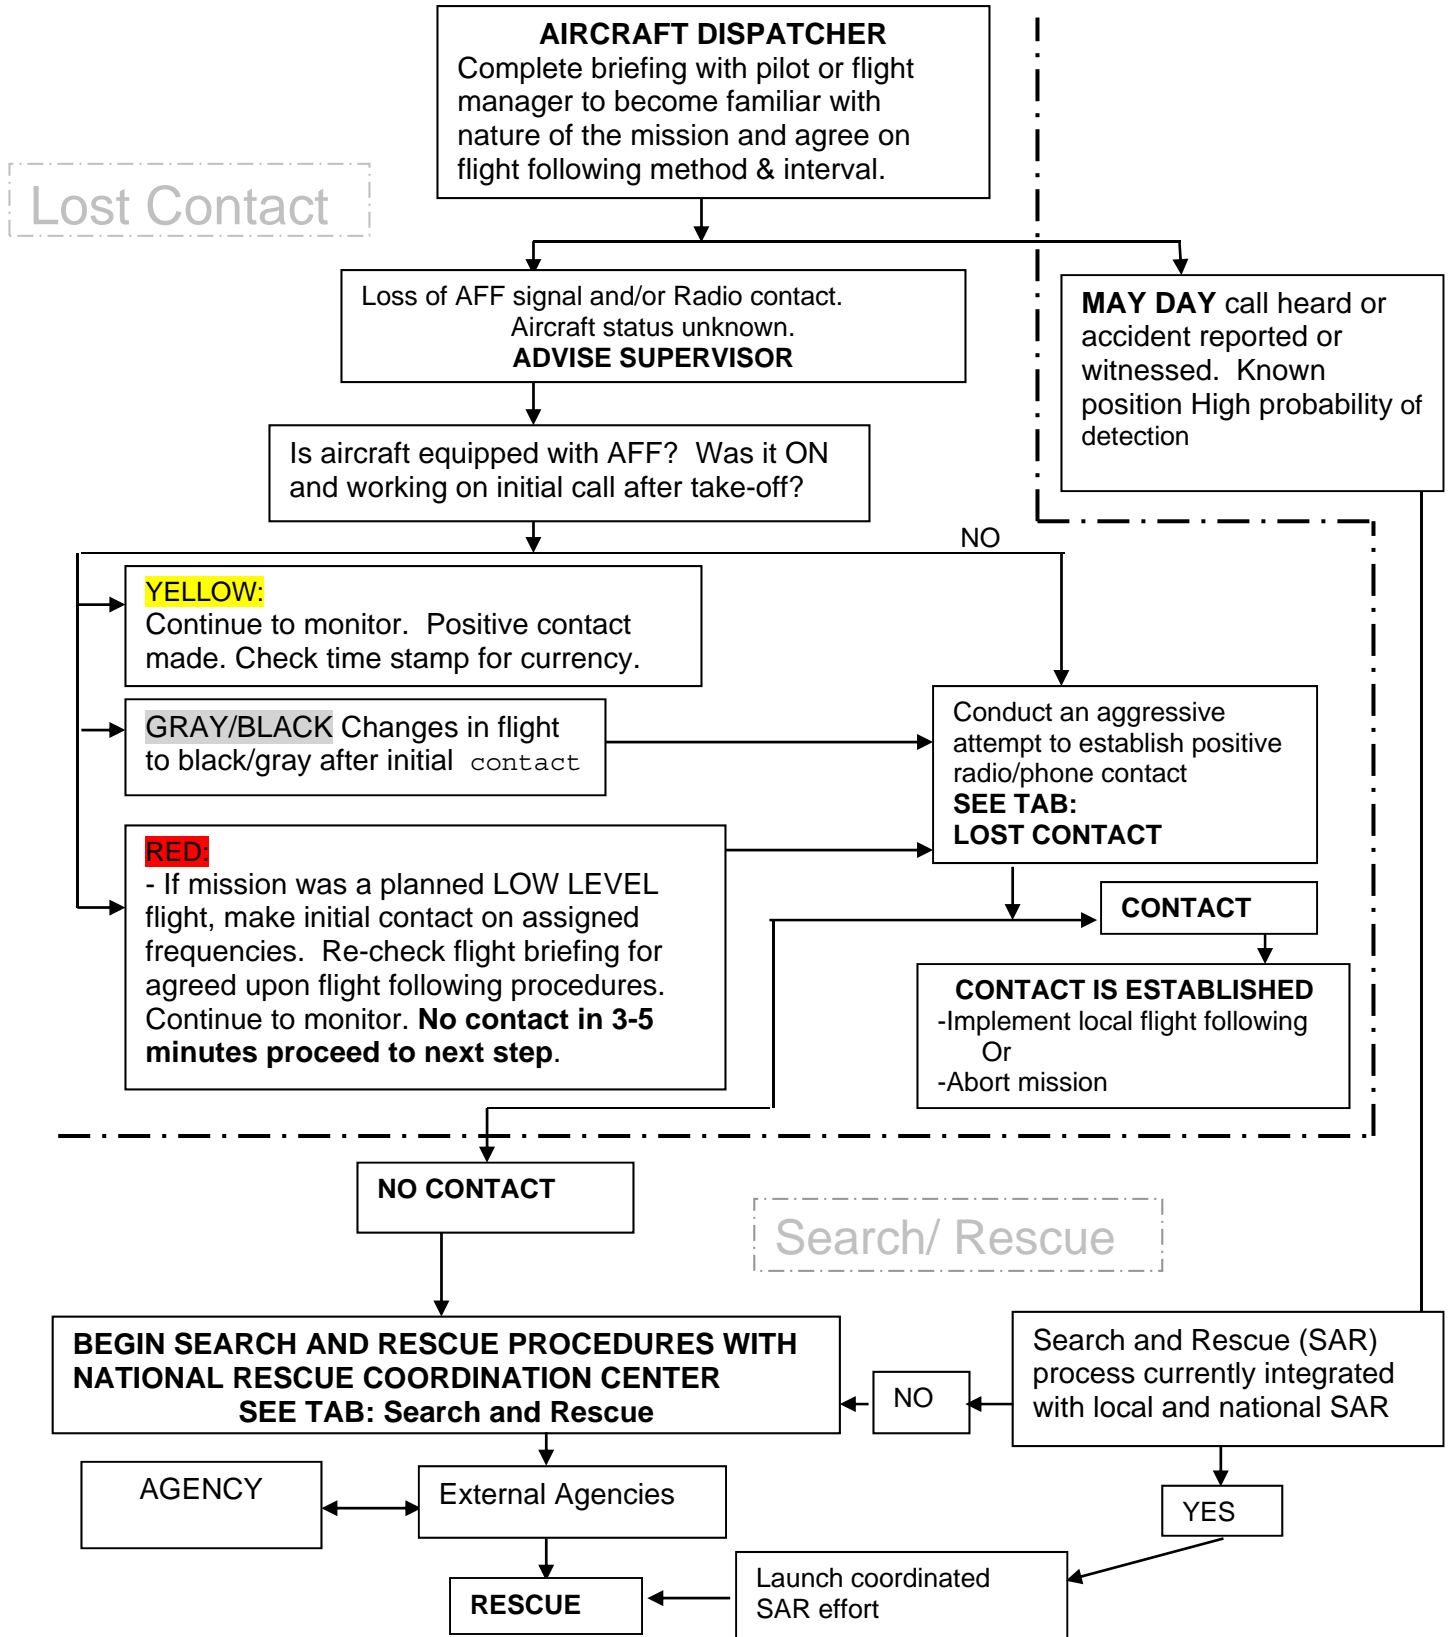 AIRCRAFT DISPATCHER
Complete briefing with pilot or flight
manager to become familiar with
nature of the mission and agree on
flight following method & interval.
Lost Contact
Loss of AFF signal and/or Radio contact.
Aircraft status unknown.
ADVISE SUPERVISOR
MAY DAY call heard or
accident reported or
witnessed.  Known
position High probability of
detection
Is aircraft equipped with AFF?  Was it ON
and working on initial call after take-off?
NO
YELLOW:
Continue to monitor.  Positive contact
made. Check time stamp for currency.
GRAY/BLACK Changes in flight
to black/gray after initial contact
Conduct an aggressive
attempt to establish positive
radio/phone contact
SEE TAB:
LOST CONTACT
RED:
- If mission was a planned LOW LEVEL
flight, make initial contact on assigned
frequencies.  Re-check flight briefing for
agreed upon flight following procedures.
Continue to monitor. No contact in 3-5
minutes proceed to next step.
CONTACT
CONTACT IS ESTABLISHED
-Implement local flight following
Or
-Abort mission
NO CONTACT
Search/ Rescue
BEGIN SEARCH AND RESCUE PROCEDURES WITH
NATIONAL RESCUE COORDINATION CENTER
SEE TAB: Search and Rescue
NO
Search and Rescue (SAR)
process currently integrated
with local and national SAR
AGENCY
External Agencies
YES
RESCUE
Launch coordinated
SAR effort